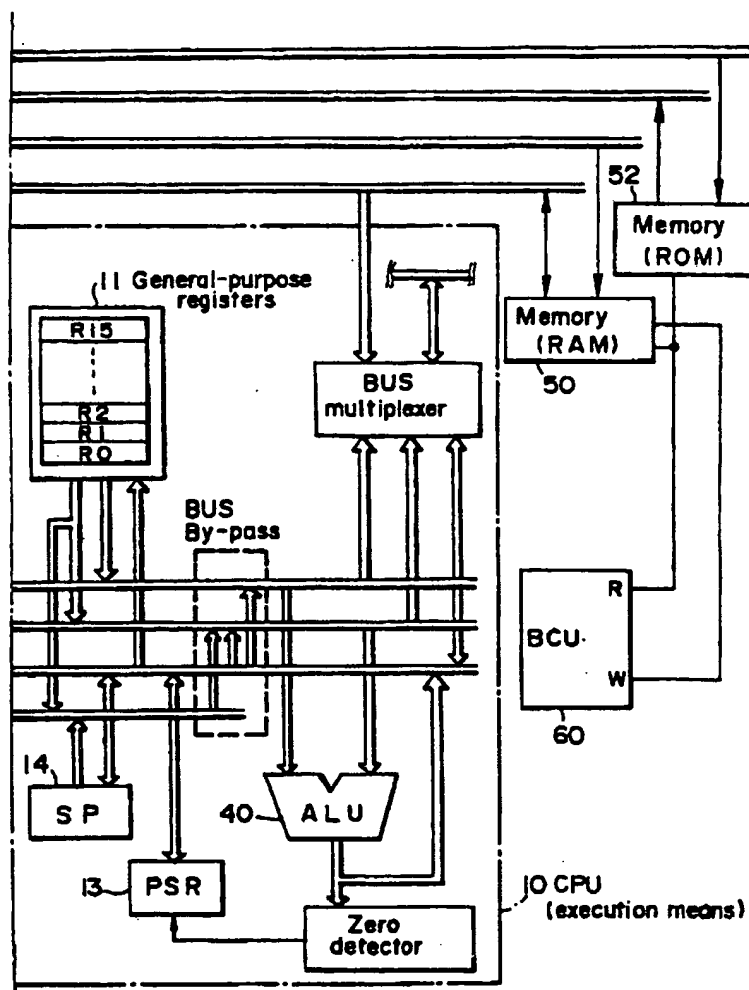 52
Memory
(ROM)
11 General-purpose
registers
R15
R2
R1
R0
Memory
(RAM)
50
BUS
multiplexer
BUS
By-pass
R
BCU
W
60
14
SP
40
ALU
13
PSR
10 CPU
(execution means)
Zero
detector